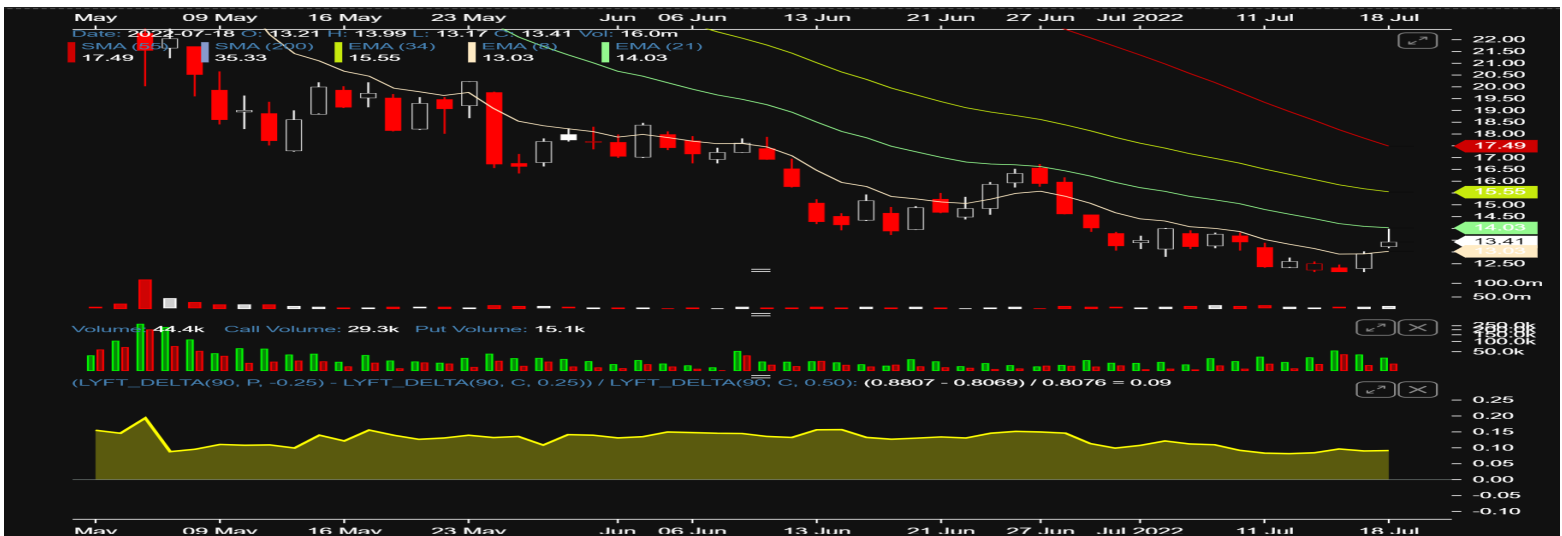 May 09 May 16 May 23 May Jun 06 Jun 13 Jun 21 Jun 27 Jun Jul 2022 11 Jul 18 Jul
Date: 2022-07-18 O: 13.21 H: 13.99 L: 13.17 C: 13.41 Vol: 16.0m
SMA (55) SMA (200) EMA (34) EMA (8) EMA (21)
17.49 35.33 15.55 13.03 14.03
22.00
21.50
21.00
20.50
20.00
19.50
19.00
18.50
18.00
17.49
17.00
16.50
16.00
15.55
15.00
14.50
14.03
13.41
13.03
12.50
100.0m
50.0m
Volume: 44.4k Call Volume: 29.3k Put Volume: 15.1k
100.0k
50.0k
(LYFT_DELTA(90, P, -0.25) - LYFT_DELTA(90, C, 0.25)) / LYFT_DELTA(90, C, 0.50): (0.8807 - 0.8069) / 0.8076 = 0.09
0.25
0.20
0.15
0.10
0.05
0.00
-0.05
-0.10
May 09 May 16 May 23 May Jun 06 Jun 13 Jun 21 Jun 27 Jun Jul 2022 11 Jul 18 Jul